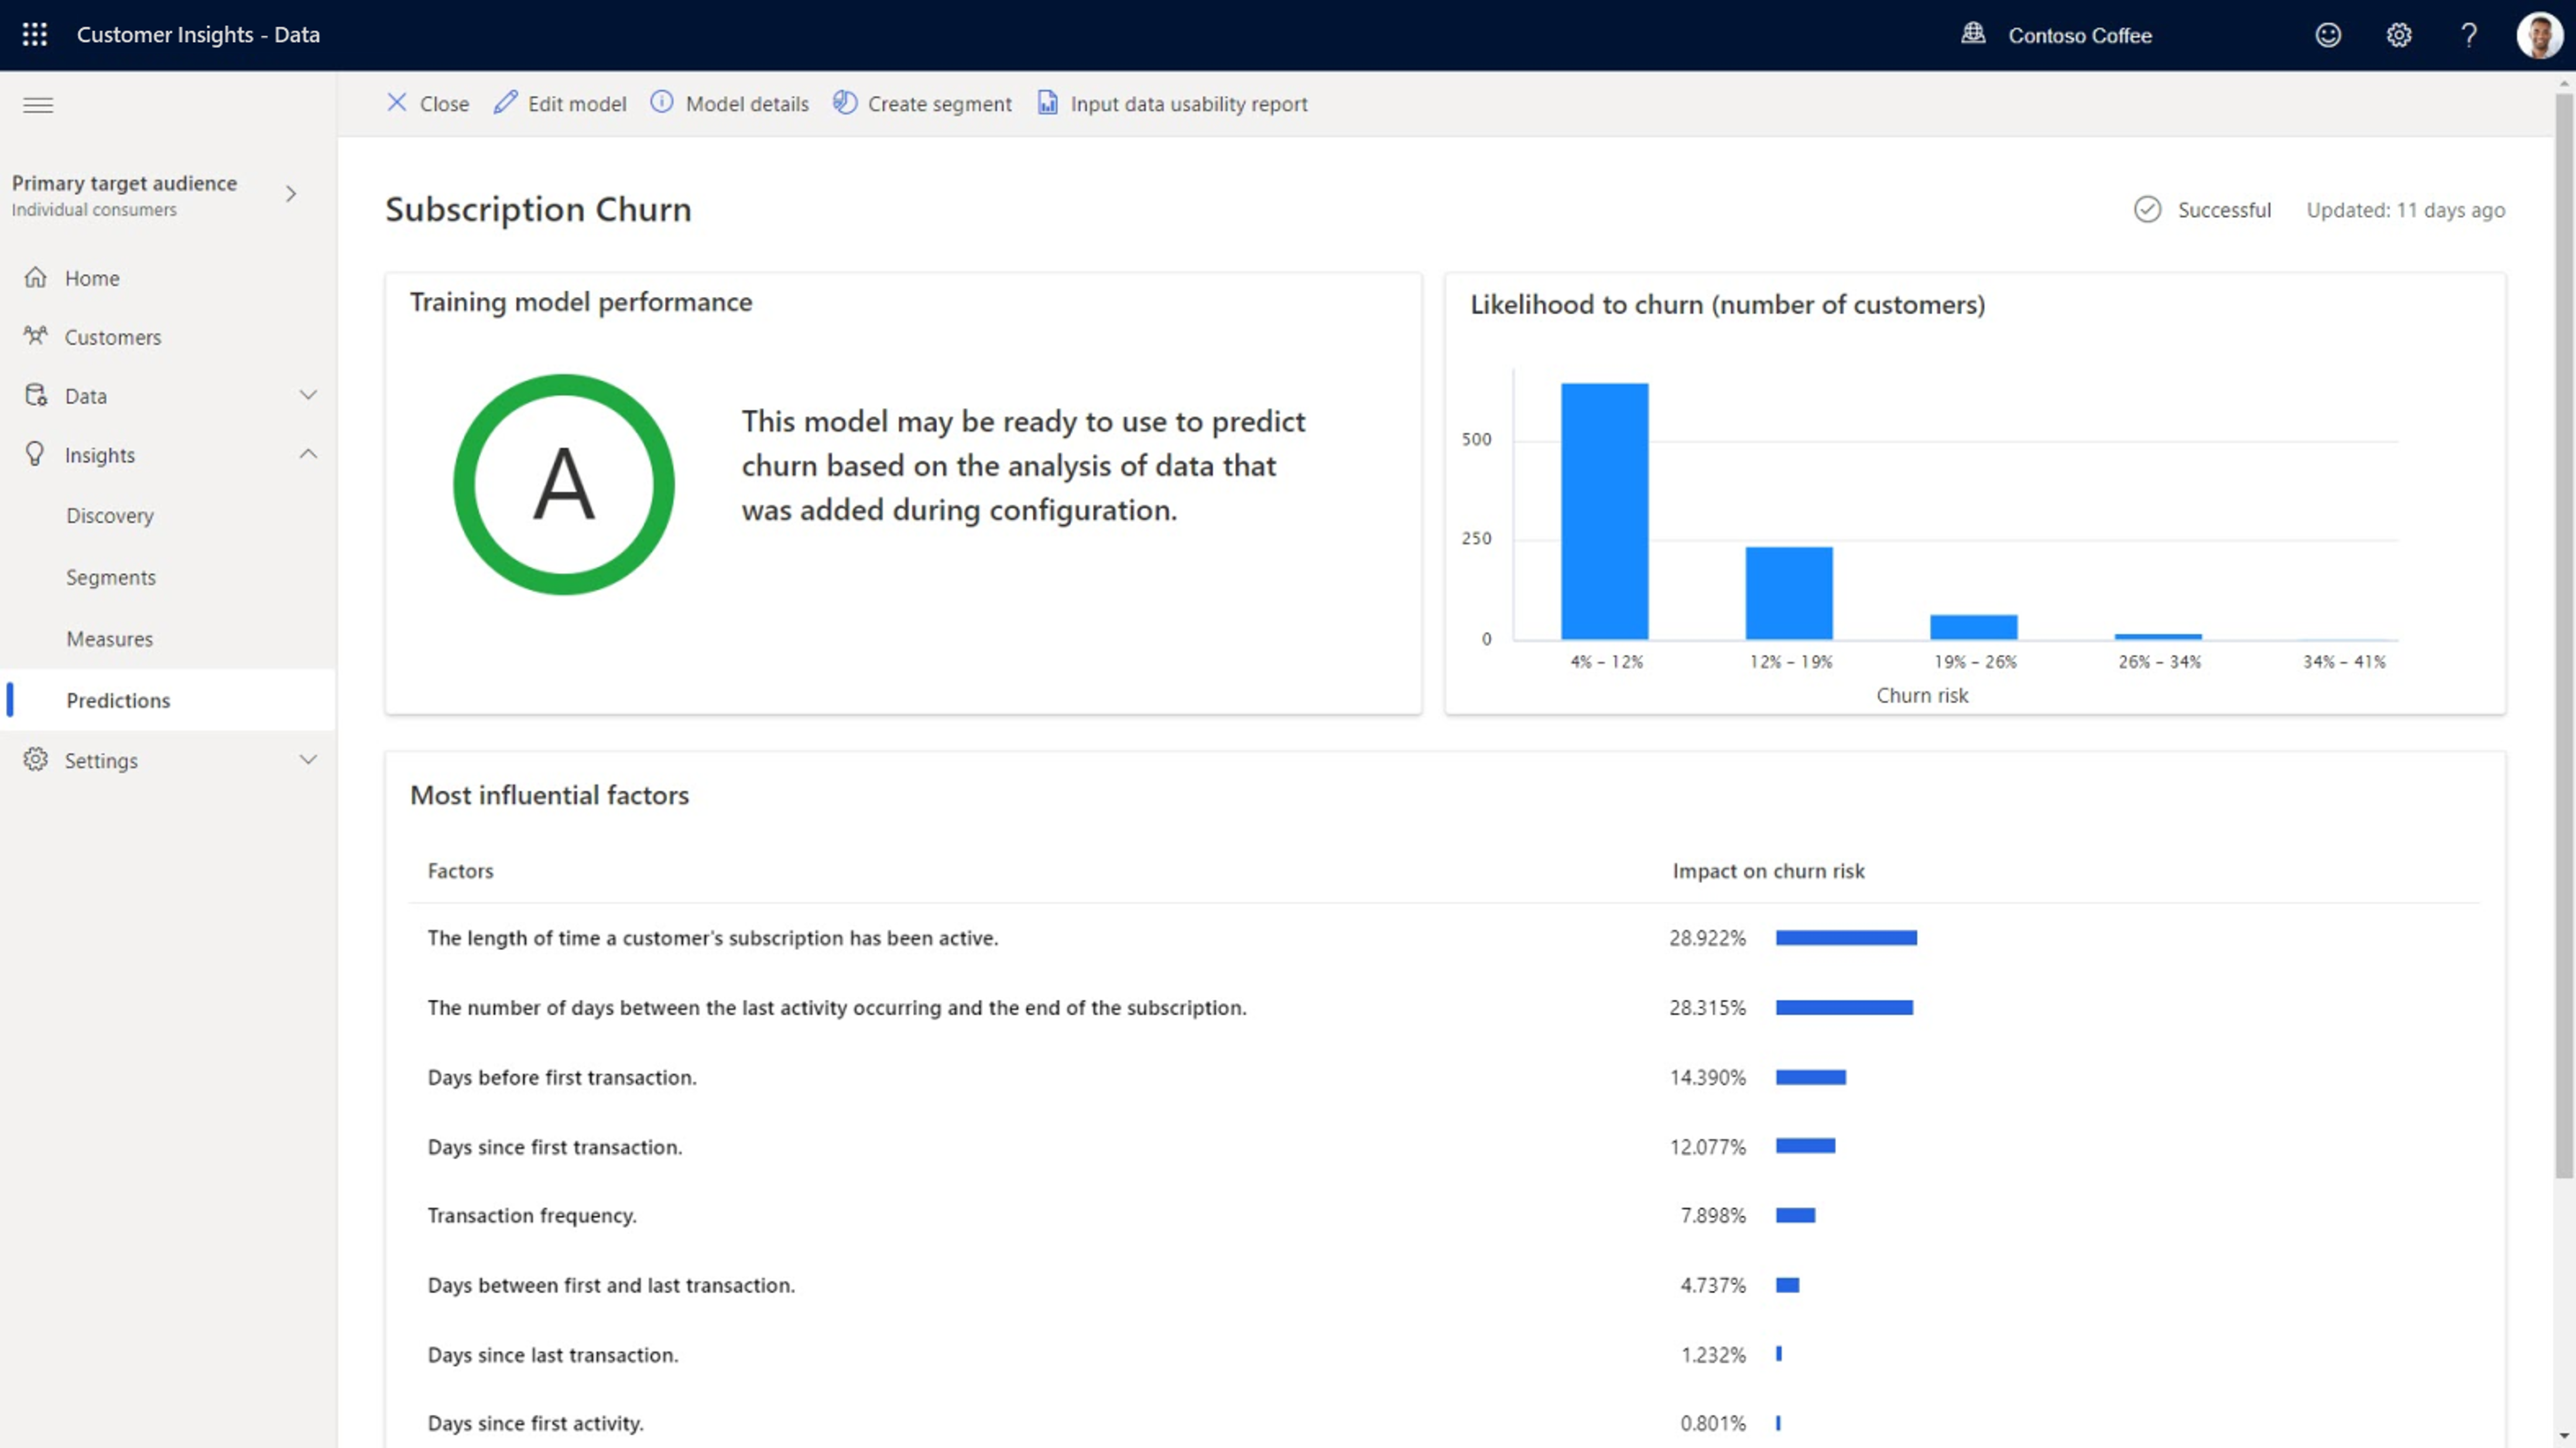 Customer Insights - Data
Contoso Coffee
?
Close
Edit model
Model details
Create segment
Input data usability report
Primary target audience
Individual consumers
Home
Customers
Data
Insights
Discovery
Segments
Measures
Predictions
Settings
Subscription Churn
Successful
Updated: 11 days ago
Training model performance
A
This model may be ready to use to predict
churn based on the analysis of data that
was added during configuration.
Likelihood to churn (number of customers)
500
250
0
4% – 12%
12% – 19%
19% – 26%
26% – 34%
34% – 41%
Churn risk
Most influential factors
Factors
Impact on churn risk
The length of time a customer's subscription has been active.
28.922%
The number of days between the last activity occurring and the end of the subscription.
28.315%
Days before first transaction.
14.390%
Days since first transaction.
12.077%
Transaction frequency.
7.898%
Days between first and last transaction.
4.737%
Days since last transaction.
1.232%
Days since first activity.
0.801%